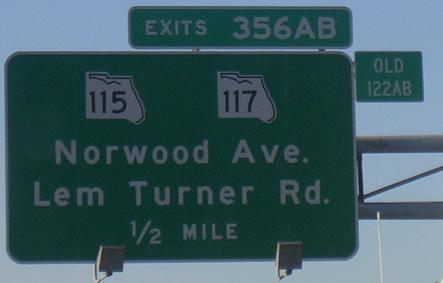 EXITS 356AB
OLD
122AB
115 117
Norwood Ave.
Lem Turner Rd.
1/2 MILE